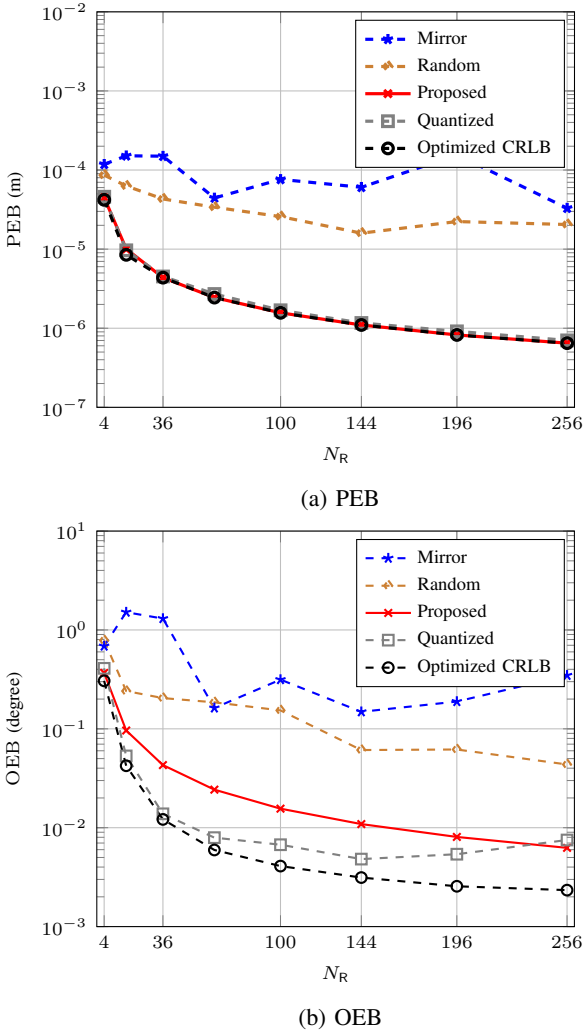 10^{-2}
10^{-3}
10^{-4}
10^{-5}
10^{-6}
10^{-7}
PEB (m)
Mirror
Random
Proposed
Quantized
Optimized CRLB
4 36 100 144 196 256
N_R
(a) PEB
10^1
10^0
10^{-1}
10^{-2}
10^{-3}
OEB (degree)
Mirror
Random
Proposed
Quantized
Optimized CRLB
4 36 100 144 196 256
N_R
(b) OEB